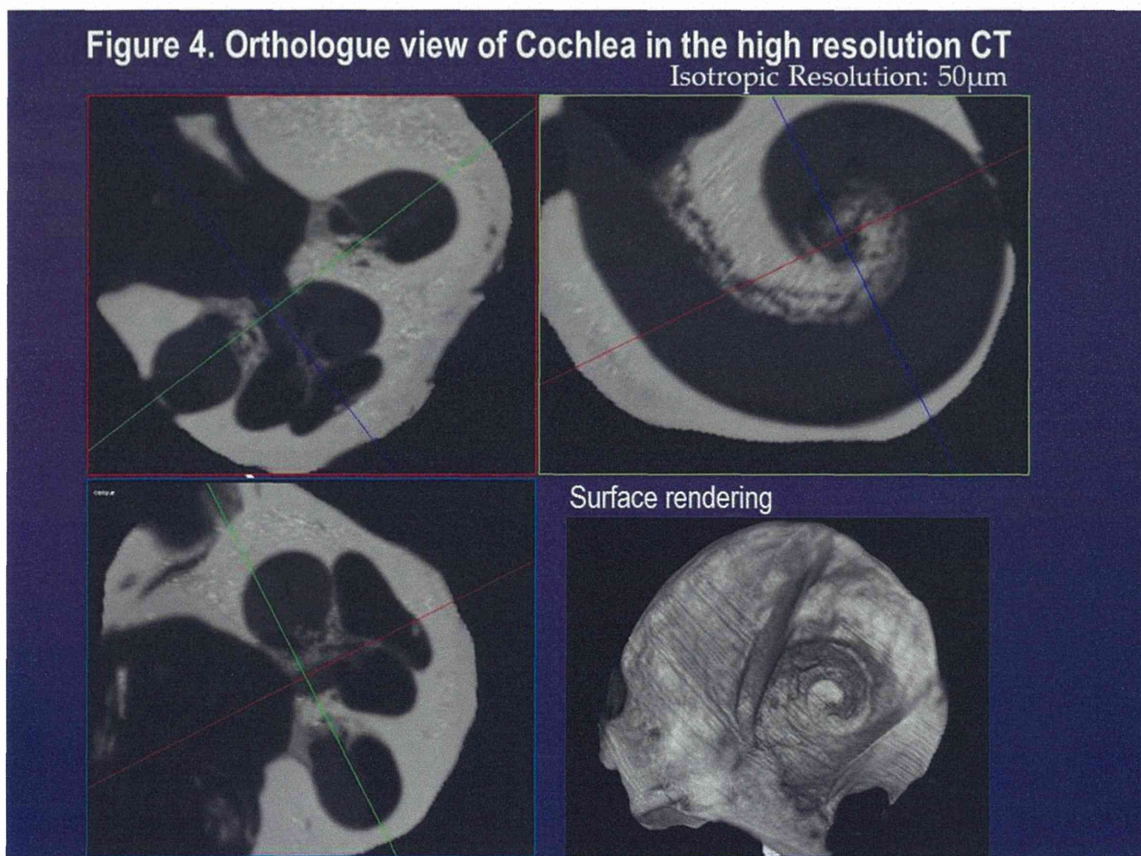 Figure 4. Orthologue view of Cochlea in the high resolution CT
Isotropic Resolution: 50µm
Surface rendering